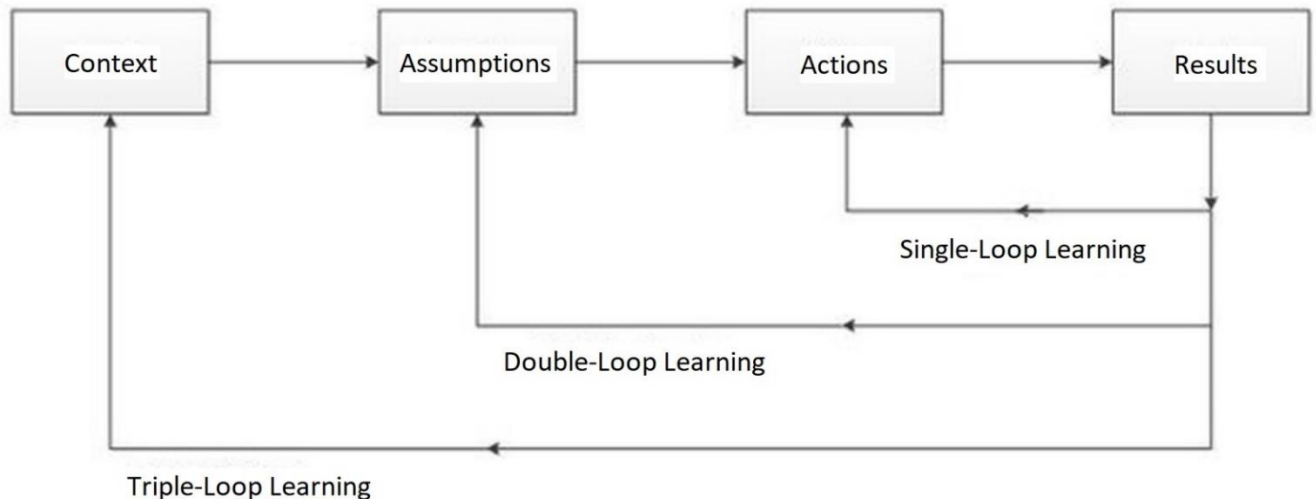 Context
Assumptions
Actions
Results
Single-Loop Learning
Double-Loop Learning
Triple-Loop Learning